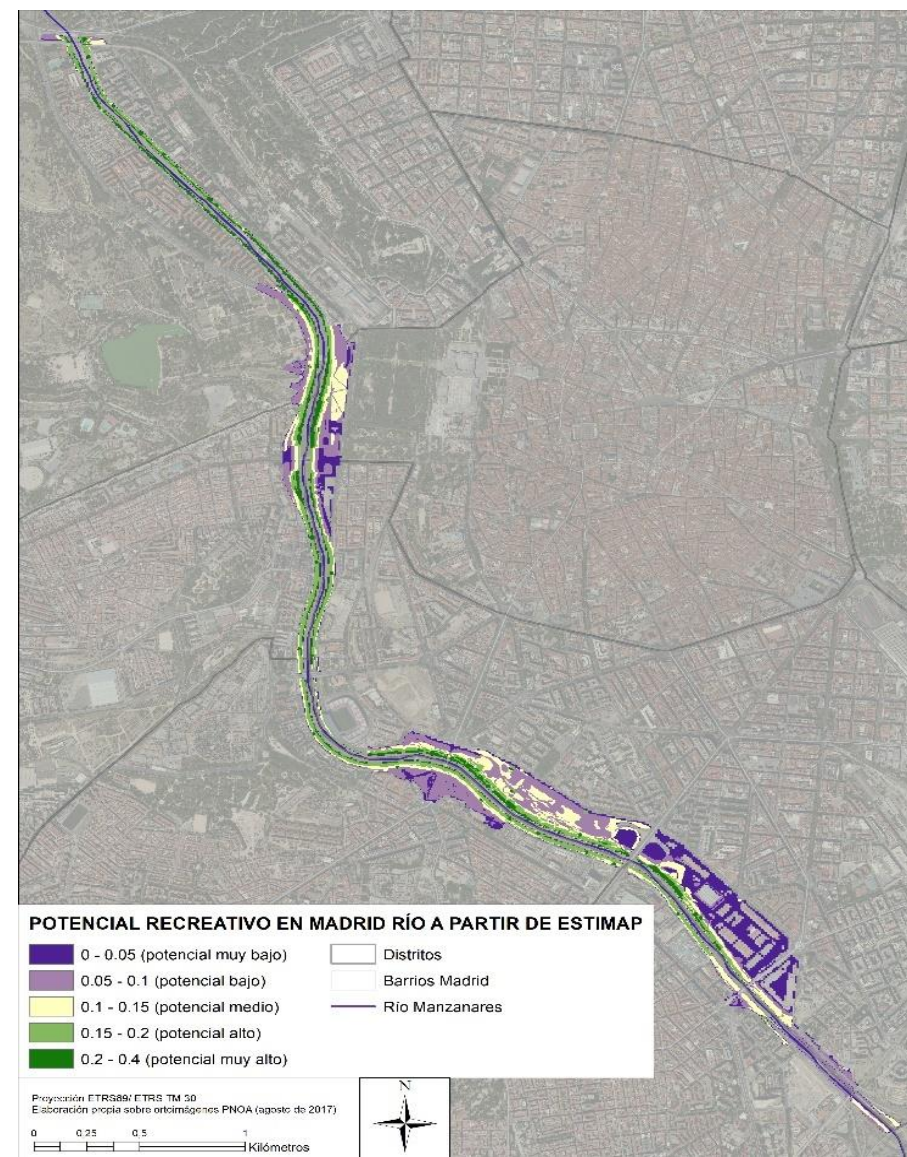 POTENCIAL RECREATIVO EN MADRID RÍO A PARTIR DE ESTIMAP
0 - 0.05 (potencial muy bajo)
0.05 - 0.1 (potencial bajo)
0.1 - 0.15 (potencial medio)
0.15 - 0.2 (potencial alto)
0.2 - 0.4 (potencial muy alto)
Distritos
Barrios Madrid
Río Manzanares
Proyección ETRS89/ ETRS TM 30
Elaboración propia sobre ortoimágenes PNOA (agosto de 2017)
0 0,25 0,5 1
Kilómetros
N